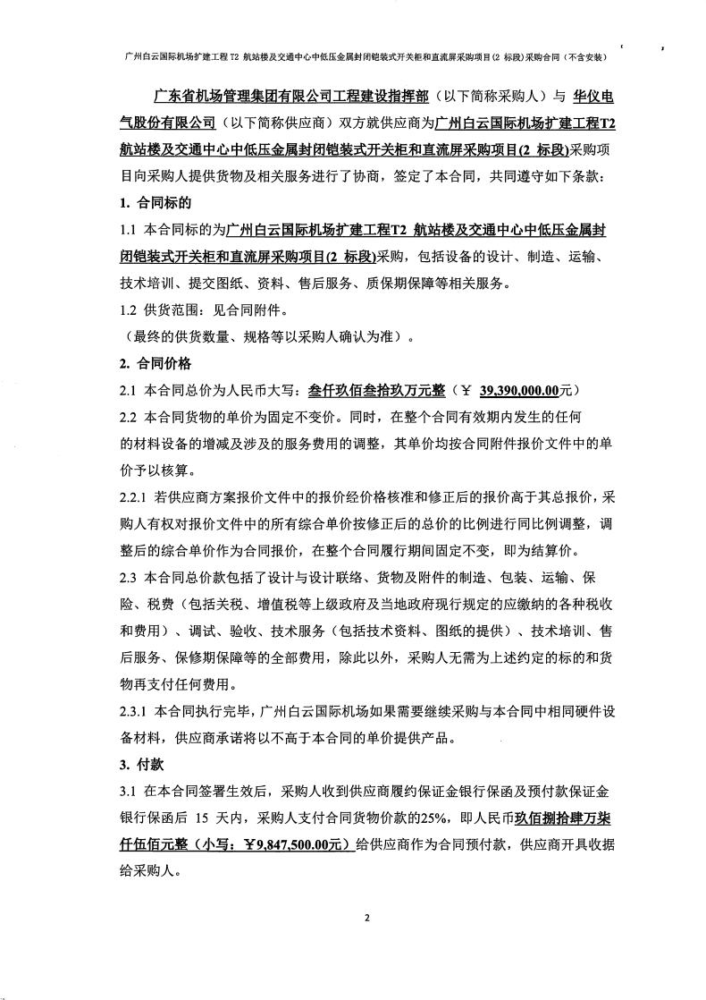 广州白云国际机场扩建工程 T2 航站楼及交通中心中低压金属封闭铠装式开关柜和直流屏采购项目(2 标段)采购合同（不含安装）
广东省机场管理集团有限公司工程建设指挥部（以下简称采购人）与 华仪电
气股份有限公司（以下简称供应商）双方就供应商为广州白云国际机场扩建工程T2
航站楼及交通中心中低压金属封闭铠装式开关柜和直流屏采购项目(2 标段)采购项
目向采购人提供货物及相关服务进行了协商，签定了本合同，共同遵守如下条款：
1. 合同标的
1.1 本合同标的为广州白云国际机场扩建工程T2 航站楼及交通中心中低压金属封
闭铠装式开关柜和直流屏采购项目(2 标段)采购，包括设备的设计、制造、运输、
技术培训、提交图纸、资料、售后服务、质保期保障等相关服务。
1.2 供货范围：见合同附件。
（最终的供货数量、规格等以采购人确认为准）。
2. 合同价格
2.1 本合同总价为人民币大写：叁仟玖佰叁拾玖万元整（￥ 39,390,000.00元）
2.2 本合同货物的单价为固定不变价。同时，在整个合同有效期内发生的任何
的材料设备的增减及涉及的服务费用的调整，其单价均按合同附件报价文件中的单
价予以核算。
2.2.1 若供应商方案报价文件中的报价经价格核准和修正后的报价高于其总报价，采
购人有权对报价文件中的所有综合单价按修正后的总价的比例进行同比例调整，调
整后的综合单价作为合同报价，在整个合同履行期间固定不变，即为结算价。
2.3 本合同总价款包括了设计与设计联络、货物及附件的制造、包装、运输、保
险、税费（包括关税、增值税等上级政府及当地政府现行规定的应缴纳的各种税收
和费用）、调试、验收、技术服务（包括技术资料、图纸的提供）、技术培训、售
后服务、保修期保障等的全部费用，除此以外，采购人无需为上述约定的标的和货
物再支付任何费用。
2.3.1 本合同执行完毕，广州白云国际机场如果需要继续采购与本合同中相同硬件设
备材料，供应商承诺将以不高于本合同的单价提供产品。
3. 付款
3.1 在本合同签署生效后，采购人收到供应商履约保证金银行保函及预付款保证金
银行保函后 15 天内，采购人支付合同货物价款的25%，即人民币玖佰捌拾肆万柒
仟伍佰元整（小写：￥9,847,500.00元）给供应商作为合同预付款，供应商开具收据
给采购人。
2